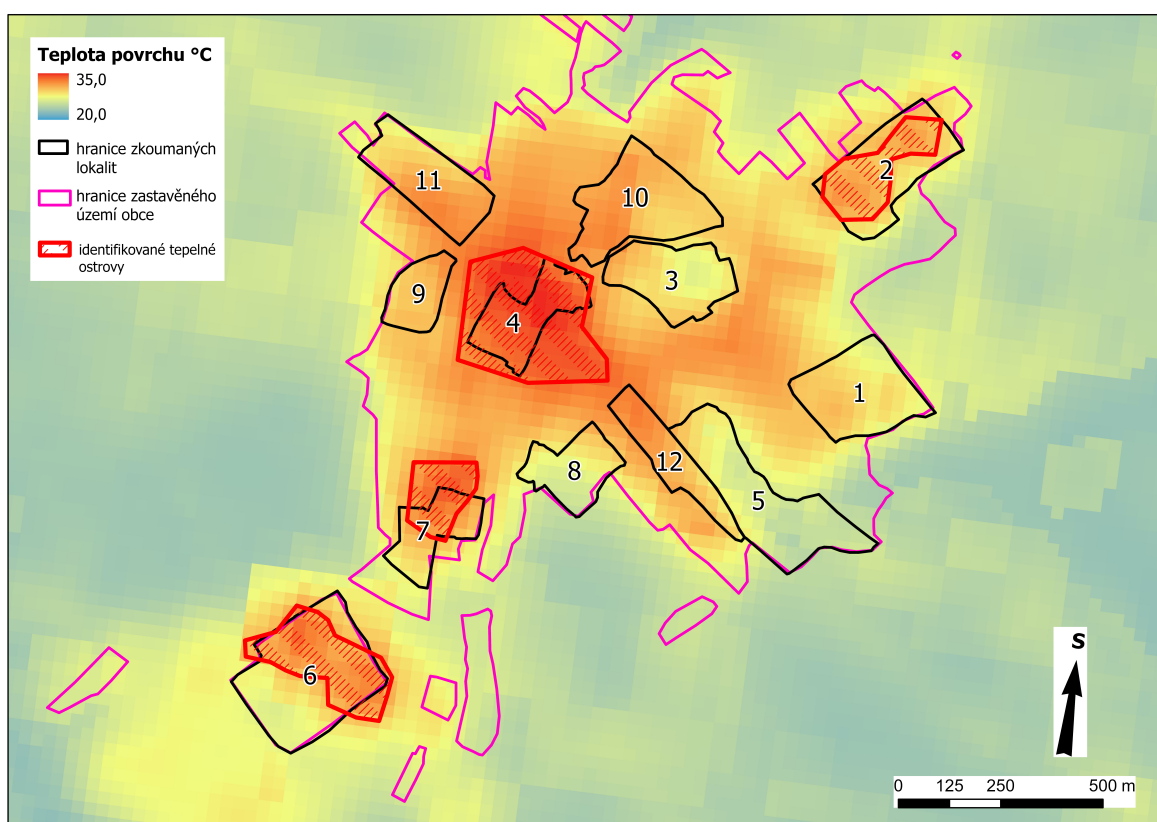 Teplota povrchu °C
35,0
20,0
hranice zkoumaných
lokalit
hranice zastavěného
území obce
identifikované tepelné
ostrovy
11
10
2
9
3
4
1
8
12
5
7
6
S
0 125 250 500 m